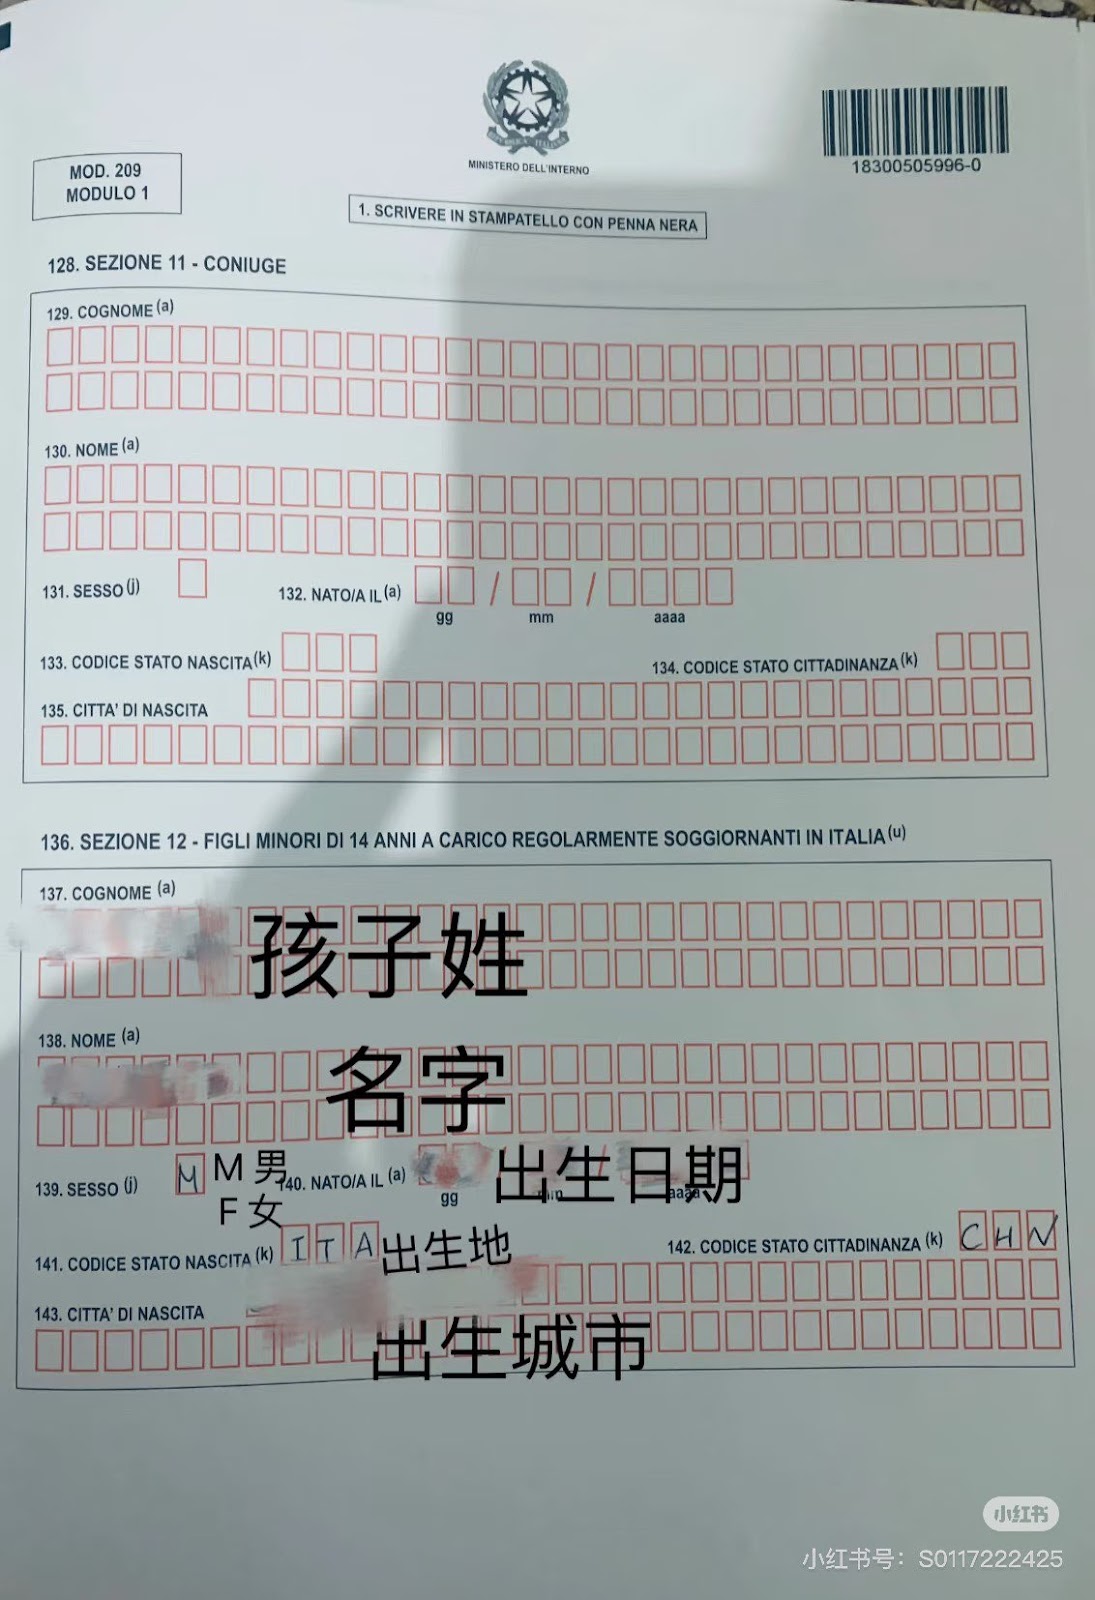 MINISTERO DELL'INTERNO
18300505996-0
MOD. 209
MODULO 1
1. SCRIVERE IN STAMPATELLO CON PENNA NERA
128. SEZIONE 11 - CONIUGE
129. COGNOME (a)
130. NOME (a)
131. SESSO (j)
132. NATO/A IL (a) / /
gg mm aaaa
133. CODICE STATO NASCITA (k)
134. CODICE STATO CITTADINANZA (k)
135. CITTA' DI NASCITA
136. SEZIONE 12 - FIGLI MINORI DI 14 ANNI A CARICO REGOLARMENTE SOGGIORNANTI IN ITALIA (u)
137. COGNOME (a)
孩子姓
138. NOME (a)
名字
139. SESSO (j) M M 男
F 女
140. NATO/A IL (a) 出生日期
gg mm aaaa
141. CODICE STATO NASCITA (k) ITA 出生地
142. CODICE STATO CITTADINANZA (k) CHN
143. CITTA' DI NASCITA
出生城市
小红书
小红书号：S0117222425